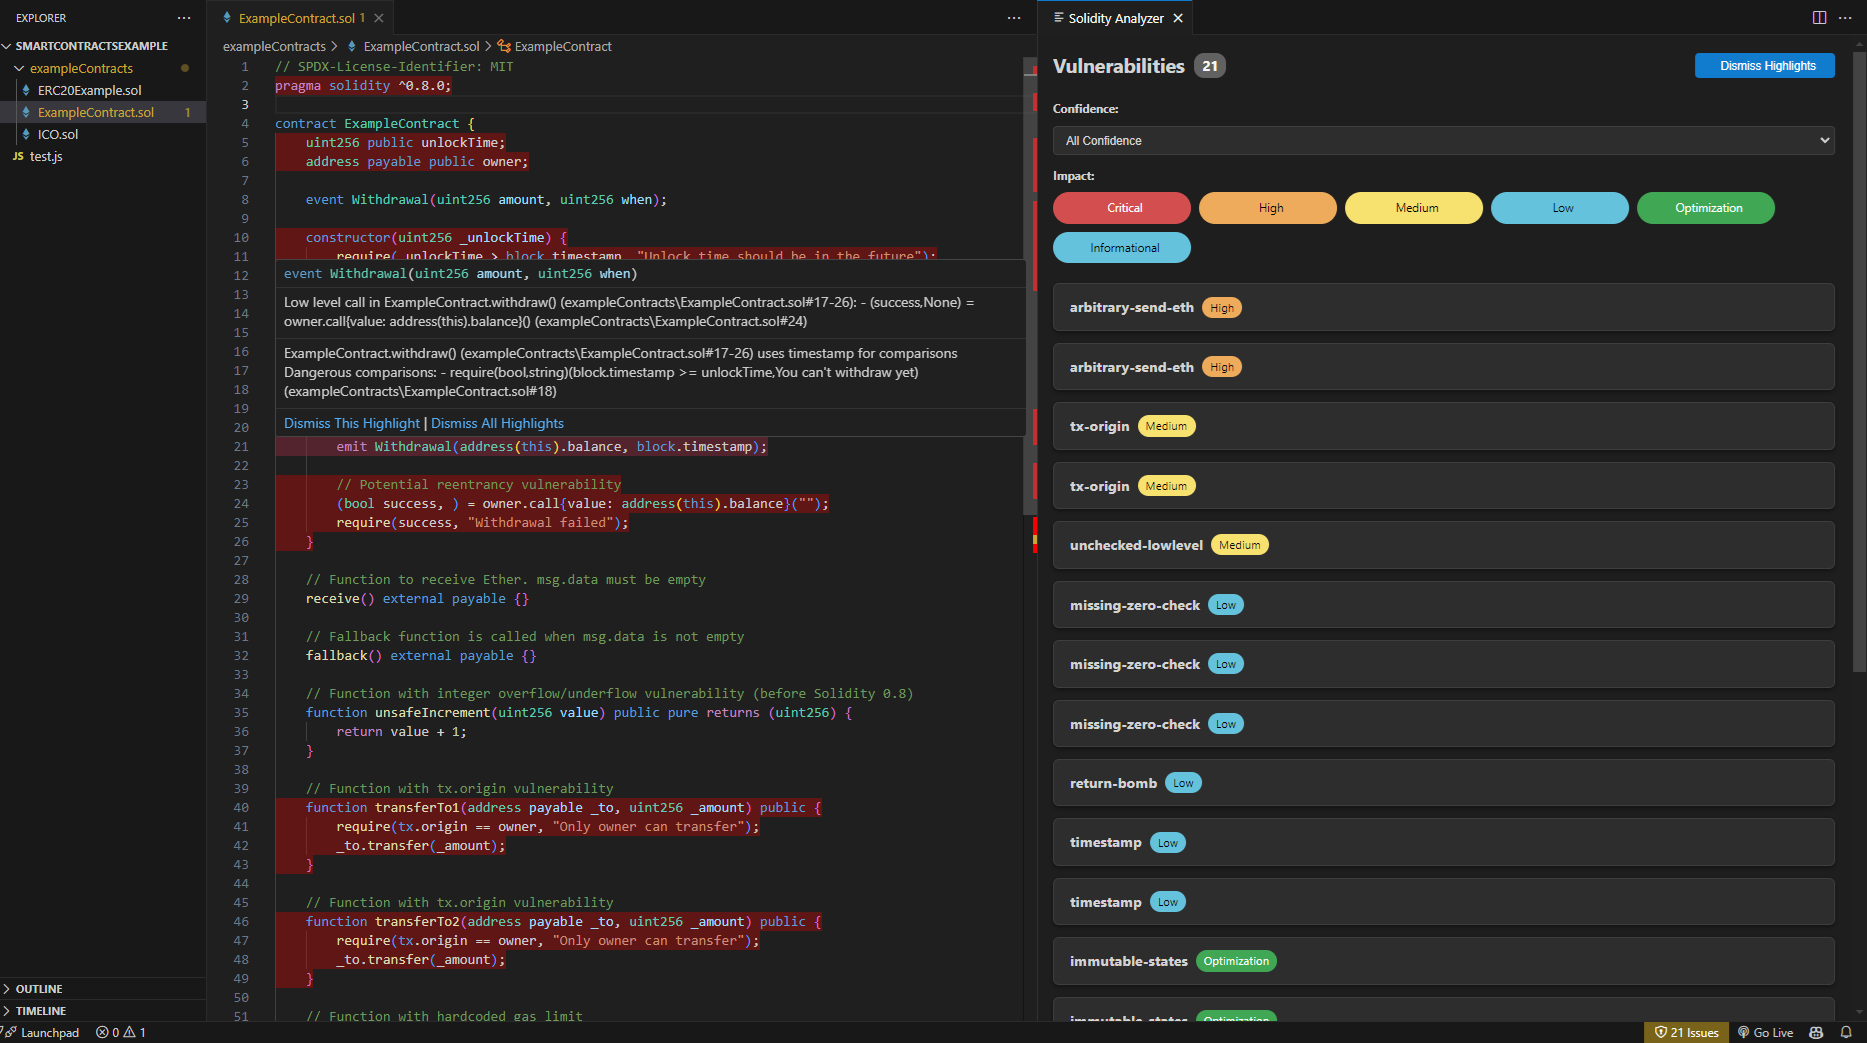 EXPLORER
SMARTCONTRACTSEXAMPLE
exampleContracts
ERC20Example.sol
ExampleContract.sol 1
ICO.sol
JS test.js
OUTLINE
TIMELINE
ExampleContract.sol 1
exampleContracts > ExampleContract.sol > ExampleContract
1 // SPDX-License-Identifier: MIT
2 pragma solidity ^0.8.0;
3
4 contract ExampleContract {
5 uint256 public unlockTime;
6 address payable public owner;
7
8 event Withdrawal(uint256 amount, uint256 when);
9
10 constructor(uint256 _unlockTime) {
11 require(_unlockTime > block.timestamp, "Unlock time should be in the future");
12
13
14
15
16
17
18
19
20
event Withdrawal(uint256 amount, uint256 when)
Low level call in ExampleContract.withdraw() (exampleContracts\ExampleContract.sol#17-26): - (success,None) =
owner.call{value: address(this).balance}() (exampleContracts\ExampleContract.sol#24)
ExampleContract.withdraw() (exampleContracts\ExampleContract.sol#17-26) uses timestamp for comparisons
Dangerous comparisons: - require(bool,string)(block.timestamp >= unlockTime,You can't withdraw yet)
(exampleContracts\ExampleContract.sol#18)
Dismiss This Highlight | Dismiss All Highlights
21 emit Withdrawal(address(this).balance, block.timestamp);
22
23 // Potential reentrancy vulnerability
24 (bool success, ) = owner.call{value: address(this).balance}("");
25 require(success, "Withdrawal failed");
26 }
27
28 // Function to receive Ether. msg.data must be empty
29 receive() external payable {}
30
31 // Fallback function is called when msg.data is not empty
32 fallback() external payable {}
33
34 // Function with integer overflow/underflow vulnerability (before Solidity 0.8)
35 function unsafeIncrement(uint256 value) public pure returns (uint256) {
36 return value + 1;
37 }
38
39 // Function with tx.origin vulnerability
40 function transferTo1(address payable _to, uint256 _amount) public {
41 require(tx.origin == owner, "Only owner can transfer");
42 _to.transfer(_amount);
43 }
44
45 // Function with tx.origin vulnerability
46 function transferTo2(address payable _to, uint256 _amount) public {
47 require(tx.origin == owner, "Only owner can transfer");
48 _to.transfer(_amount);
49 }
50
51 // Function with hardcoded gas limit
Solidity Analyzer
Vulnerabilities 21
Dismiss Highlights
Confidence:
All Confidence
Impact:
Critical High Medium Low Optimization
Informational
arbitrary-send-eth High
arbitrary-send-eth High
tx-origin Medium
tx-origin Medium
unchecked-lowlevel Medium
missing-zero-check Low
missing-zero-check Low
missing-zero-check Low
return-bomb Low
timestamp Low
timestamp Low
immutable-states Optimization
immutable-states Optimization
Launchpad 0 1
21 Issues Go Live